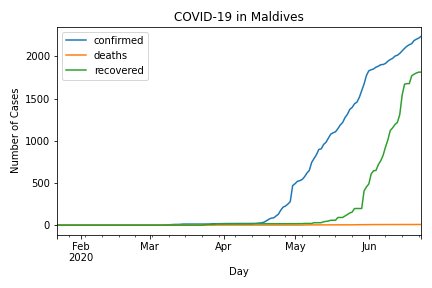 COVID-19 in Maldives
confirmed
deaths
recovered
Number of Cases
2000
1500
1000
500
0
Feb
2020
Mar
Apr
May
Jun
Day